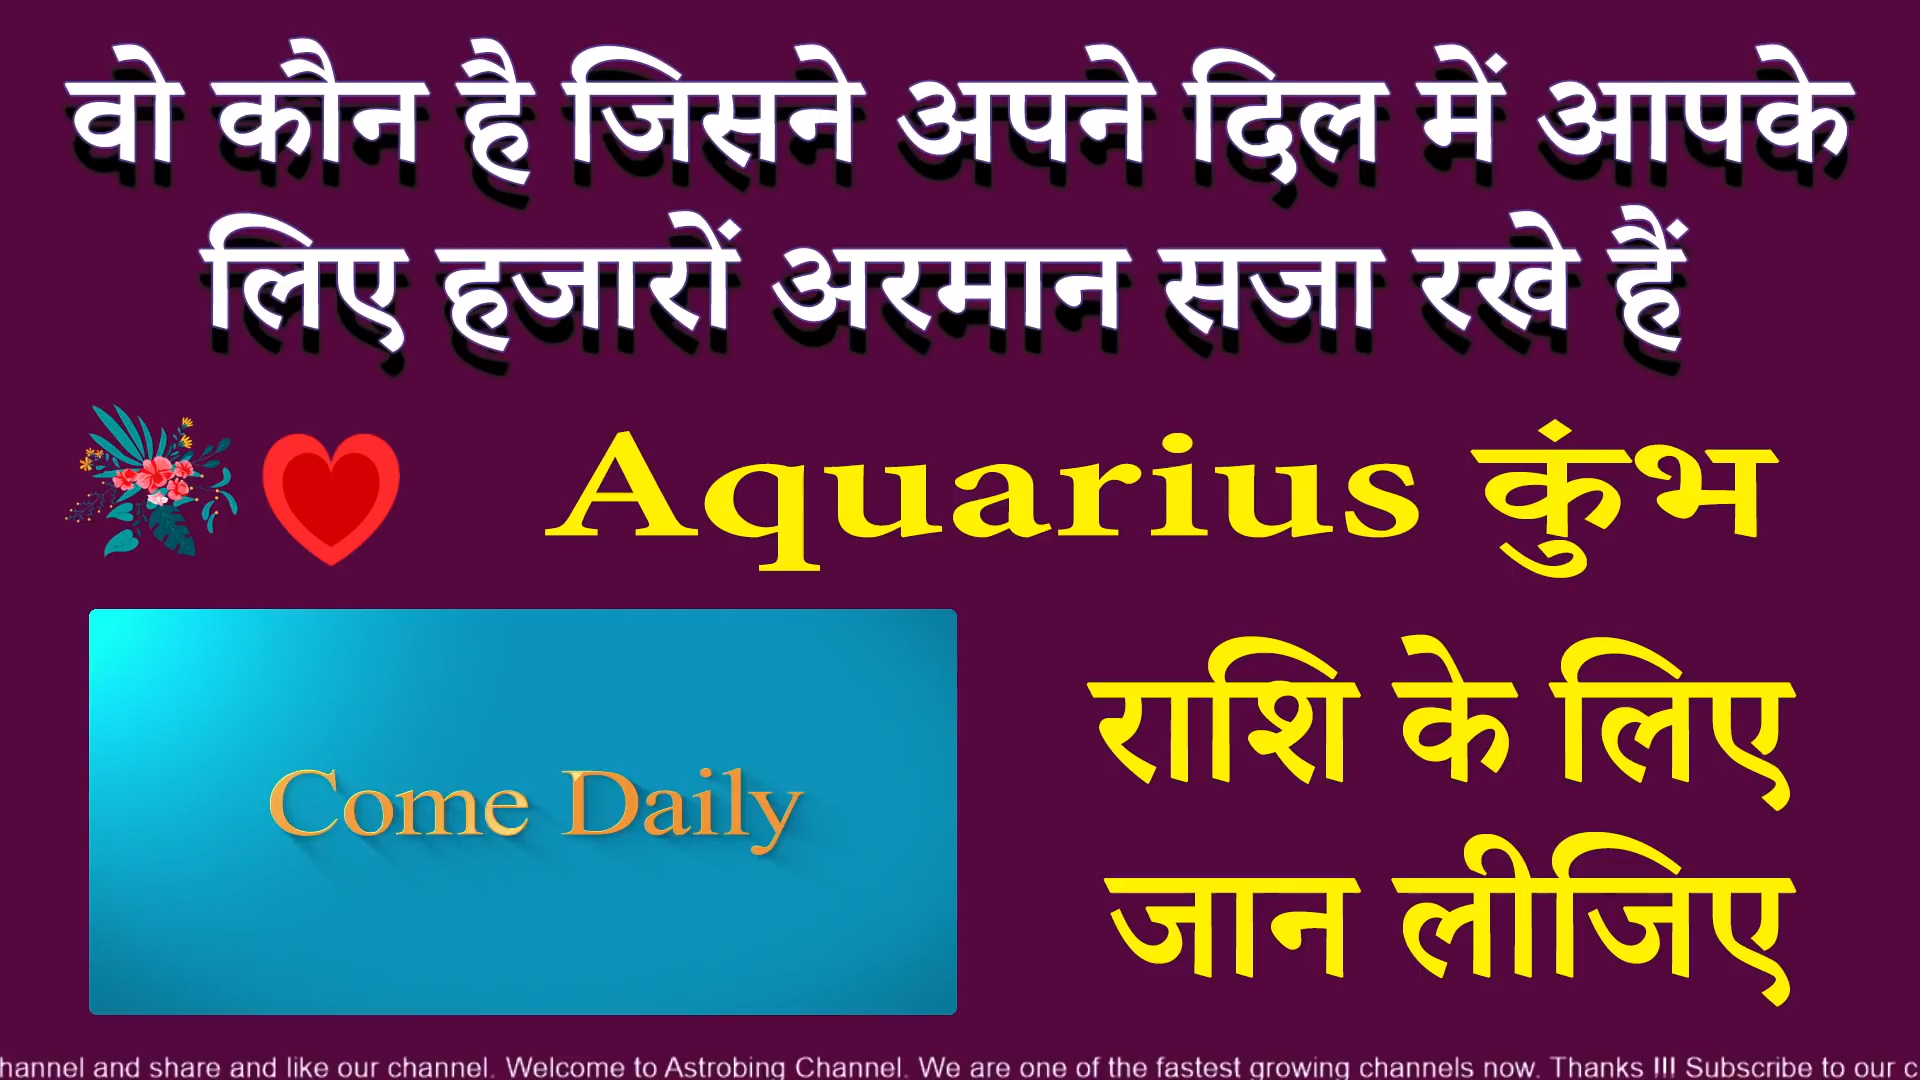 वो कौन है जिसने अपने दिल में आपके
लिए हजारों अरमान सजा रखे हैं
Aquarius कुंभ
Come Daily
राशि के लिए
जान लीजिए
hannel and share and like our channel. Welcome to Astrobing Channel. We are one of the fastest growing channels now. Thanks !!! Subscribe to our c